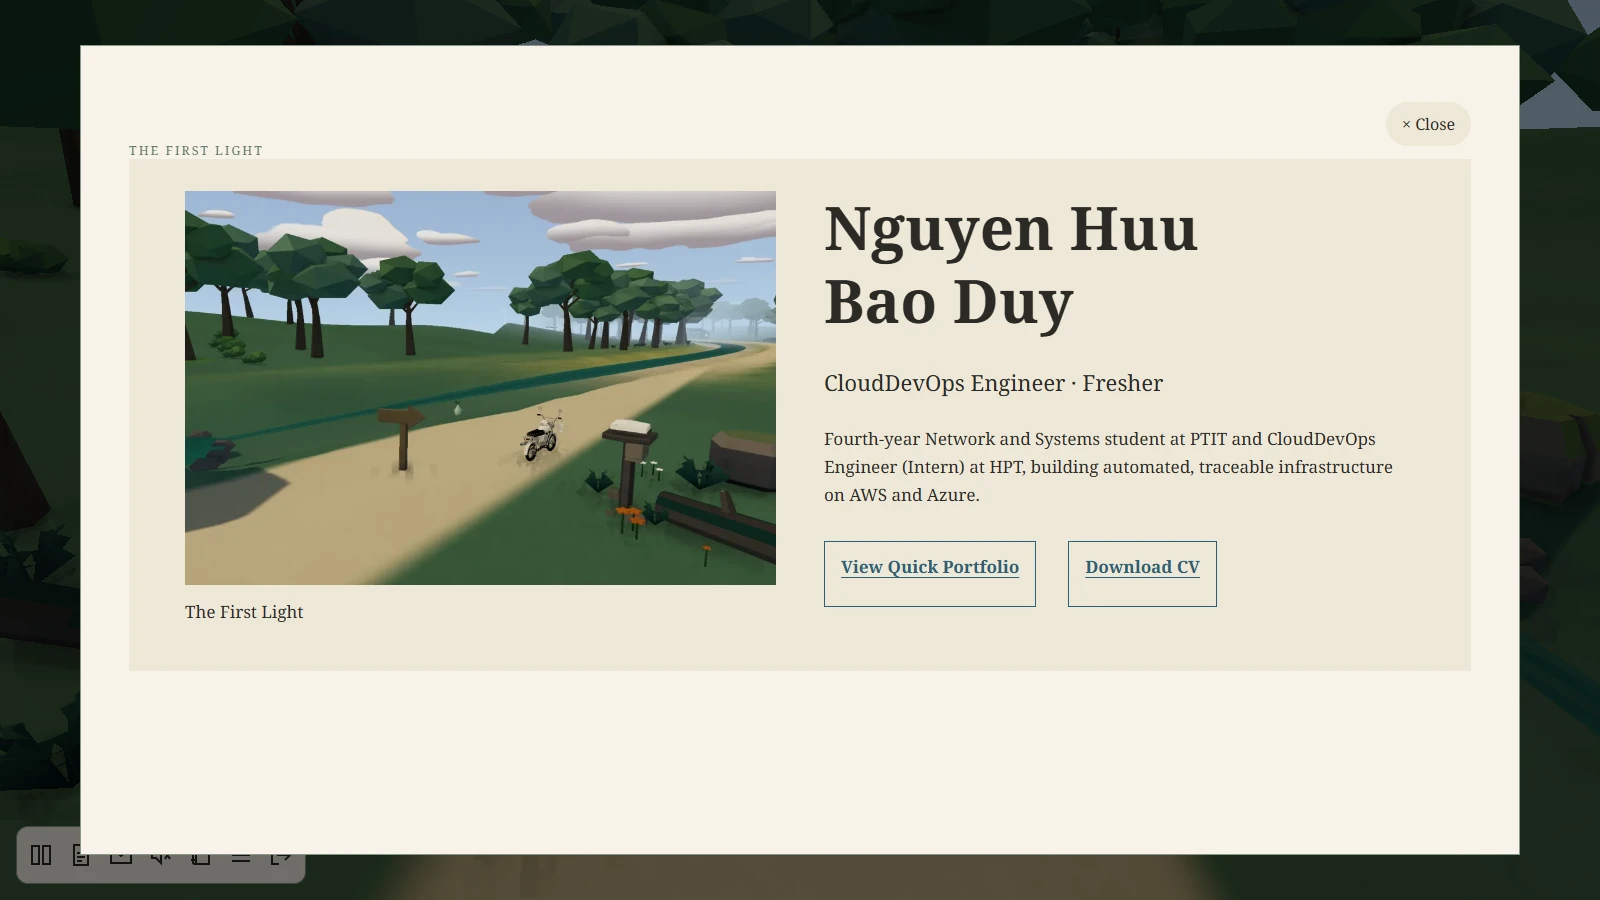 × Close
THE FIRST LIGHT
Nguyen Huu
Bao Duy
CloudDevOps Engineer · Fresher
Fourth-year Network and Systems student at PTIT and CloudDevOps
Engineer (Intern) at HPT, building automated, traceable infrastructure
on AWS and Azure.
View Quick Portfolio
Download CV
The First Light